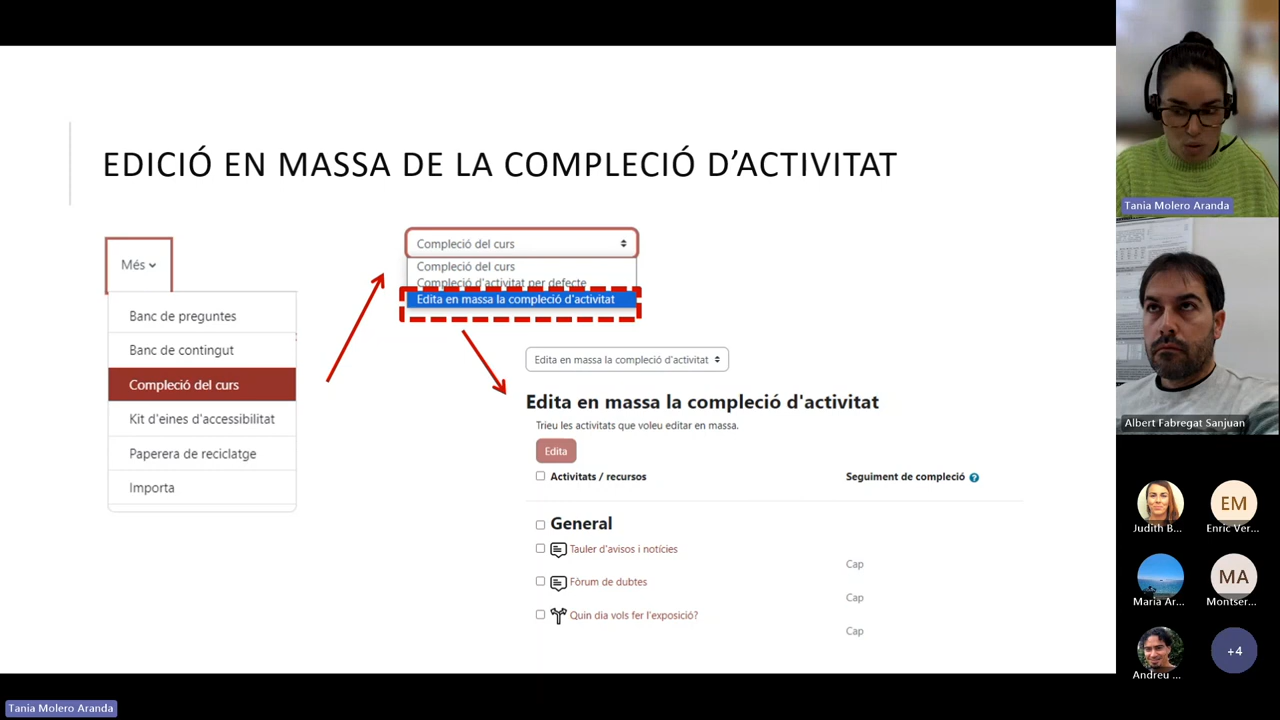 EDICIÓ EN MASSA DE LA COMPLECIÓ D’ACTIVITAT
Més
Banc de preguntes
Banc de contingut
Compleció del curs
Kit d'eines d'accessibilitat
Paperera de reciclatge
Importa
Compleció del curs
Compleció del curs
Compleció d'activitat per defecte
Edita en massa la compleció d'activitat
Edita en massa la compleció d'activitat
Edita en massa la compleció d'activitat
Trieu les activitats que voleu editar en massa.
Edita
Activitats / recursos
Seguiment de compleció
General
Tauler d'avisos i notícies
Cap
Fòrum de dubtes
Cap
Quin dia vols fer l'exposició?
Cap
Tania Molero Aranda
Albert Fabregat Sanjuan
Judith B...
EM
Enric Ver...
Maria Ar...
MA
Montser...
Andreu ...
+4
Tania Molero Aranda